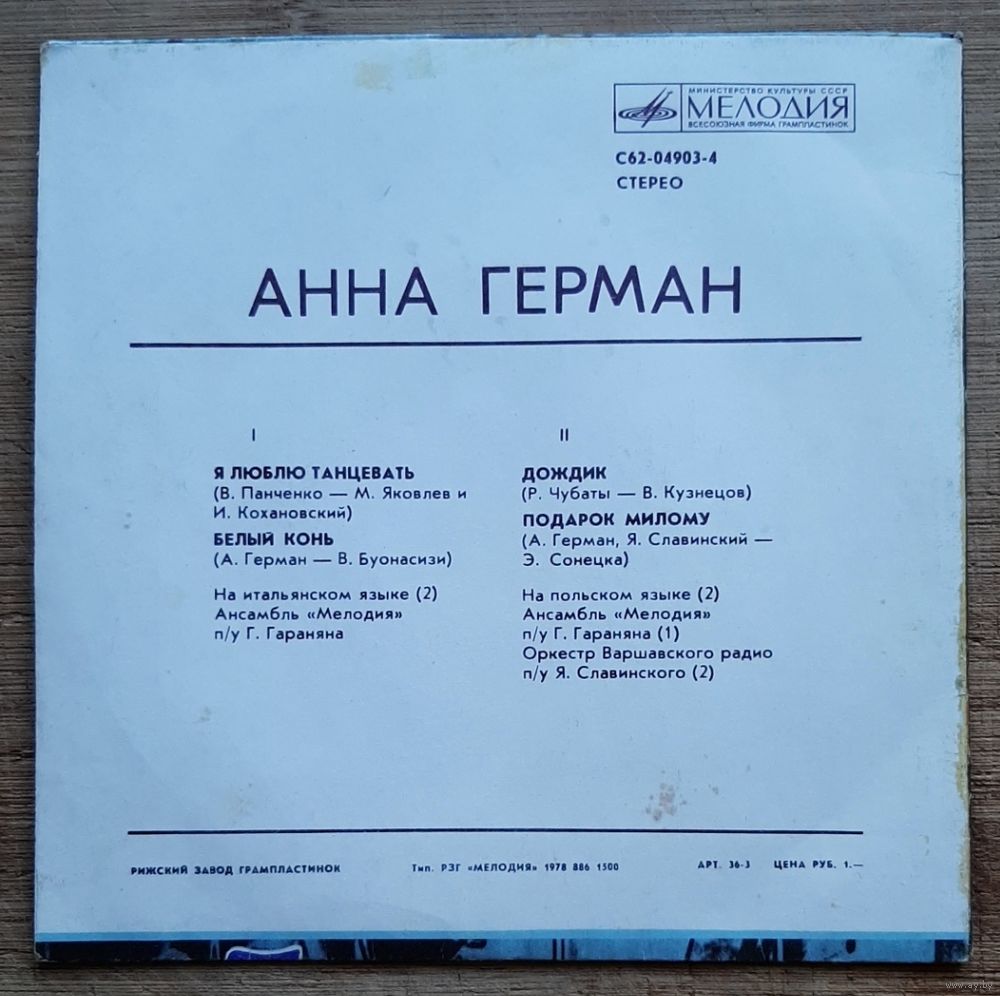 МИНИСТЕРСТВО КУЛЬТУРЫ СССР
МЕЛОДИЯ
ВСЕСОЮЗНАЯ ФИРМА ГРАМПЛАСТИНОК
С62-04903-4
СТЕРЕО
АННА ГЕРМАН
I
Я ЛЮБЛЮ ТАНЦЕВАТЬ
(В. Панченко — М. Яковлев и
И. Кохановский)
БЕЛЫЙ КОНЬ
(А. Герман — В. Буонасизи)
На итальянском языке (2)
Ансамбль «Мелодия»
п/у Г. Гараняна
II
ДОЖДИК
(Р. Чубаты — В. Кузнецов)
ПОДАРОК МИЛОМУ
(А. Герман, Я. Славинский —
Э. Сонецка)
На польском языке (2)
Ансамбль «Мелодия»
п/у Г. Гараняна (1)
Оркестр Варшавского радио
п/у Я. Славинского (2)
РИЖСКИЙ ЗАВОД ГРАМПЛАСТИНОК
Тип. РЗГ «МЕЛОДИЯ» 1978 886 1500
АРТ. 36-3
ЦЕНА РУБ. 1.—
www.ay.by